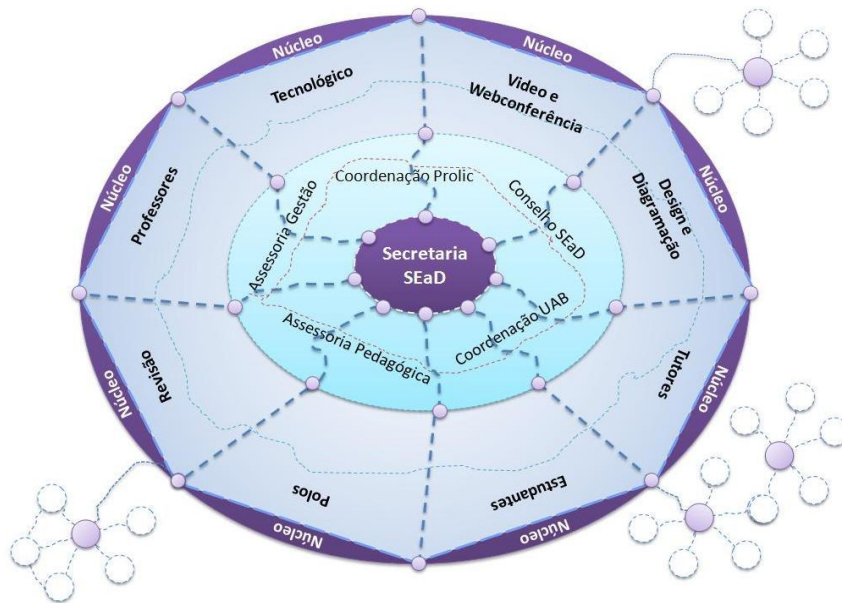 Núcleo
Tecnológico
Núcleo
Video e
Webconferência
Núcleo
Design e
Diagramação
Núcleo
Tutores
Núcleo
Estudantes
Núcleo
Polos
Núcleo
Revisão
Núcleo
Professores
Coordenação Prolic
Conselho SEaD
Coordenação UAB
Assessoria Pedagógica
Assessoria Gestão
Secretaria
SEaD